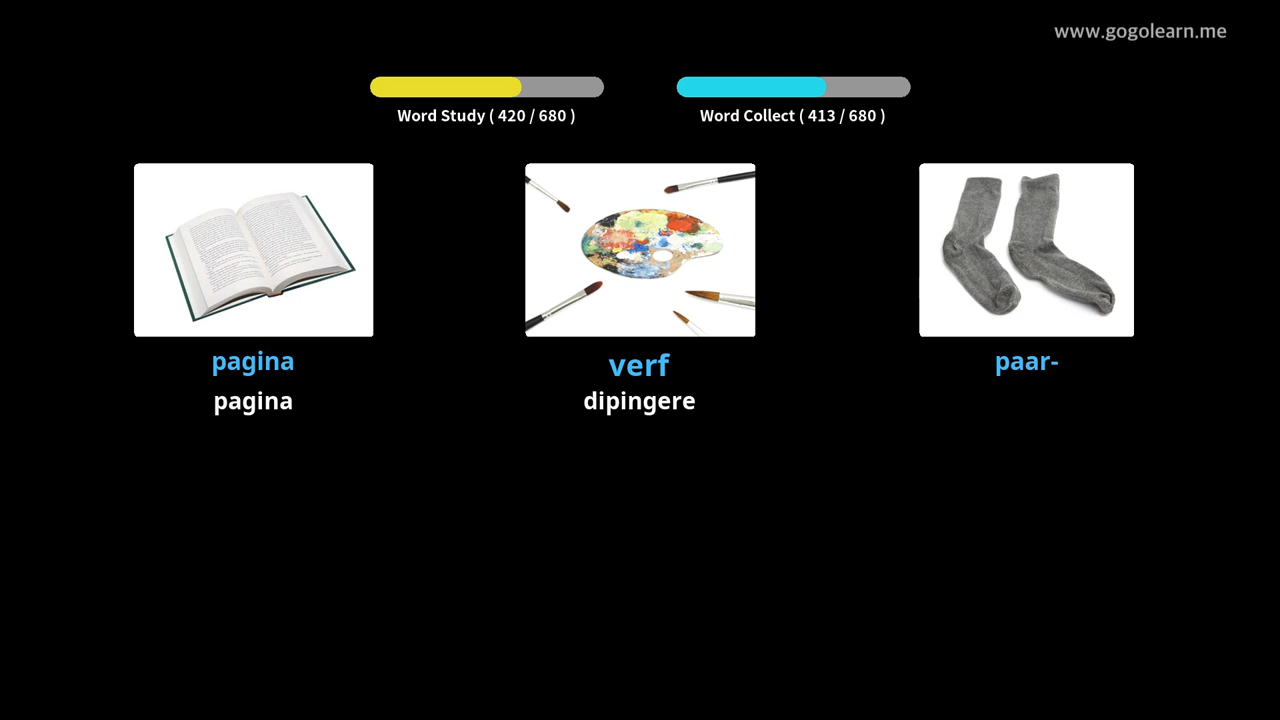 www.gogolearn.me
Word Study ( 420 / 680 )
Word Collect ( 413 / 680 )
pagina
pagina
verf
dipingere
paar-